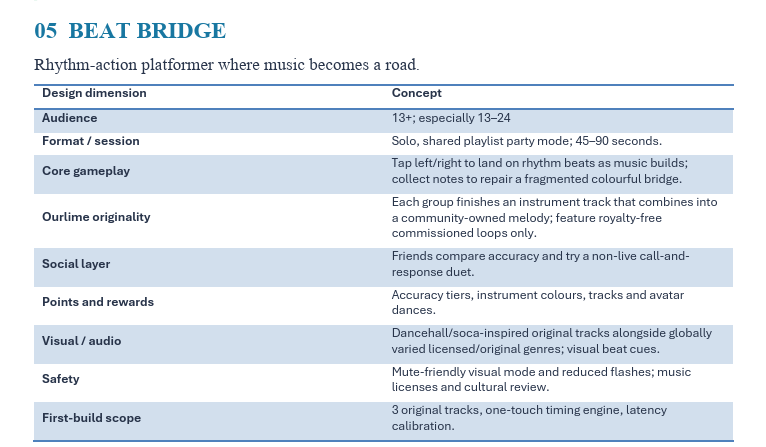 05 BEAT BRIDGE
Rhythm-action platformer where music becomes a road.
Design dimension Concept
Audience 13+; especially 13–24
Format / session Solo, shared playlist party mode; 45–90 seconds.
Core gameplay Tap left/right to land on rhythm beats as music builds;
collect notes to repair a fragmented colourful bridge.
Ourlime originality Each group finishes an instrument track that combines into
a community-owned melody; feature royalty-free
commissioned loops only.
Social layer Friends compare accuracy and try a non-live call-and-
response duet.
Points and rewards Accuracy tiers, instrument colours, tracks and avatar
dances.
Visual / audio Dancehall/soca-inspired original tracks alongside globally
varied licensed/original genres; visual beat cues.
Safety Mute-friendly visual mode and reduced flashes; music
licenses and cultural review.
First-build scope 3 original tracks, one-touch timing engine, latency
calibration.